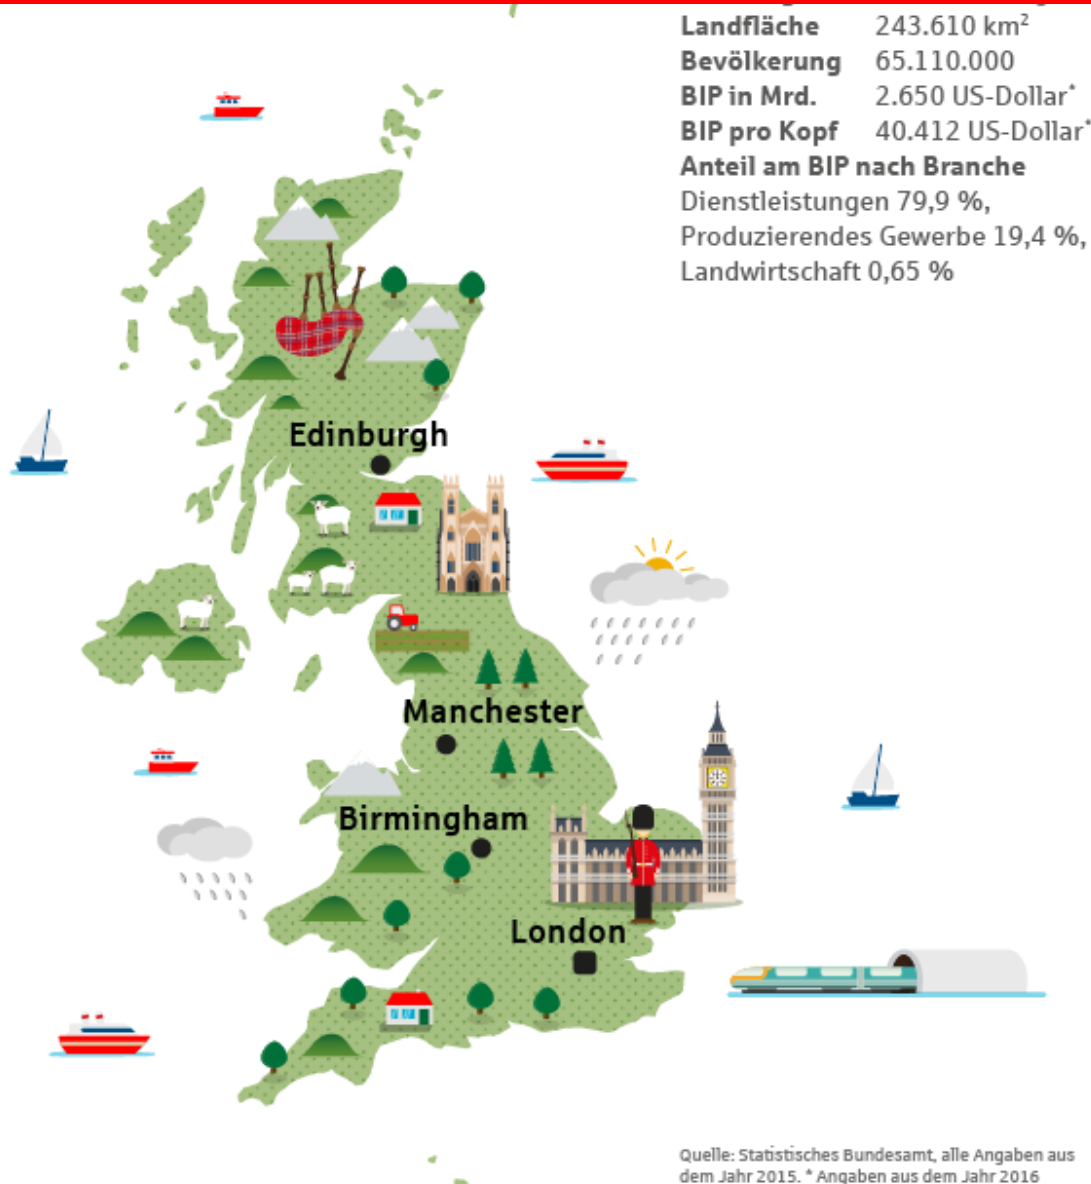 Landfläche 243.610 km²
Bevölkerung 65.110.000
BIP in Mrd. 2.650 US-Dollar*
BIP pro Kopf 40.412 US-Dollar*
Anteil am BIP nach Branche
Dienstleistungen 79,9 %,
Produzierendes Gewerbe 19,4 %,
Landwirtschaft 0,65 %
Edinburgh
Manchester
Birmingham
London
Quelle: Statistisches Bundesamt, alle Angaben aus
dem Jahr 2015. * Angaben aus dem Jahr 2016